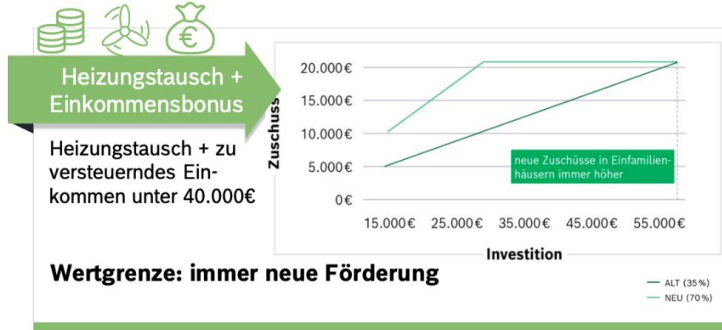 €
Heizungstausch +
Einkommensbonus
Heizungstausch + zu
versteuerndes Ein-
kommen unter 40.000€
Zuschuss
20.000€
15.000€
10.000€
5.000€
0€
neue Zuschüsse in Einfamilien-
häusern immer höher
15.000€ 25.000€ 35.000€ 45.000€ 55.000€
Investition
Wertgrenze: immer neue Förderung
ALT (35%)
NEU (70%)